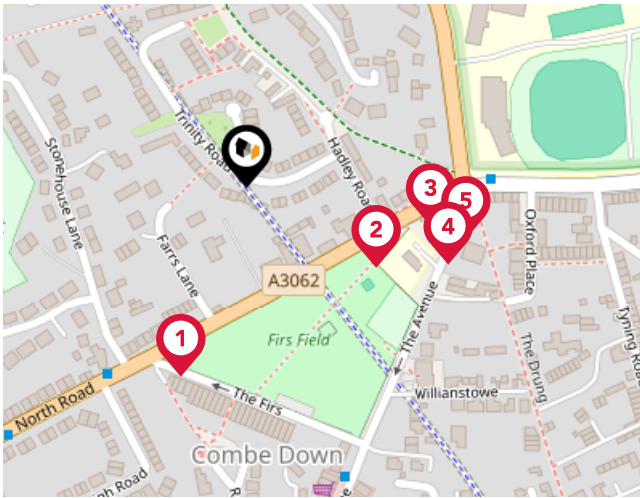 Trinity Road
Stonehouse Lane
Hadley Road
3
5
2
4
Farrs Lane
Oxford Place
A3062
1
Firs Field
The Avenue
Tyning Road
The Drung
North Road
The Firs
Willianstowe
Combe Down